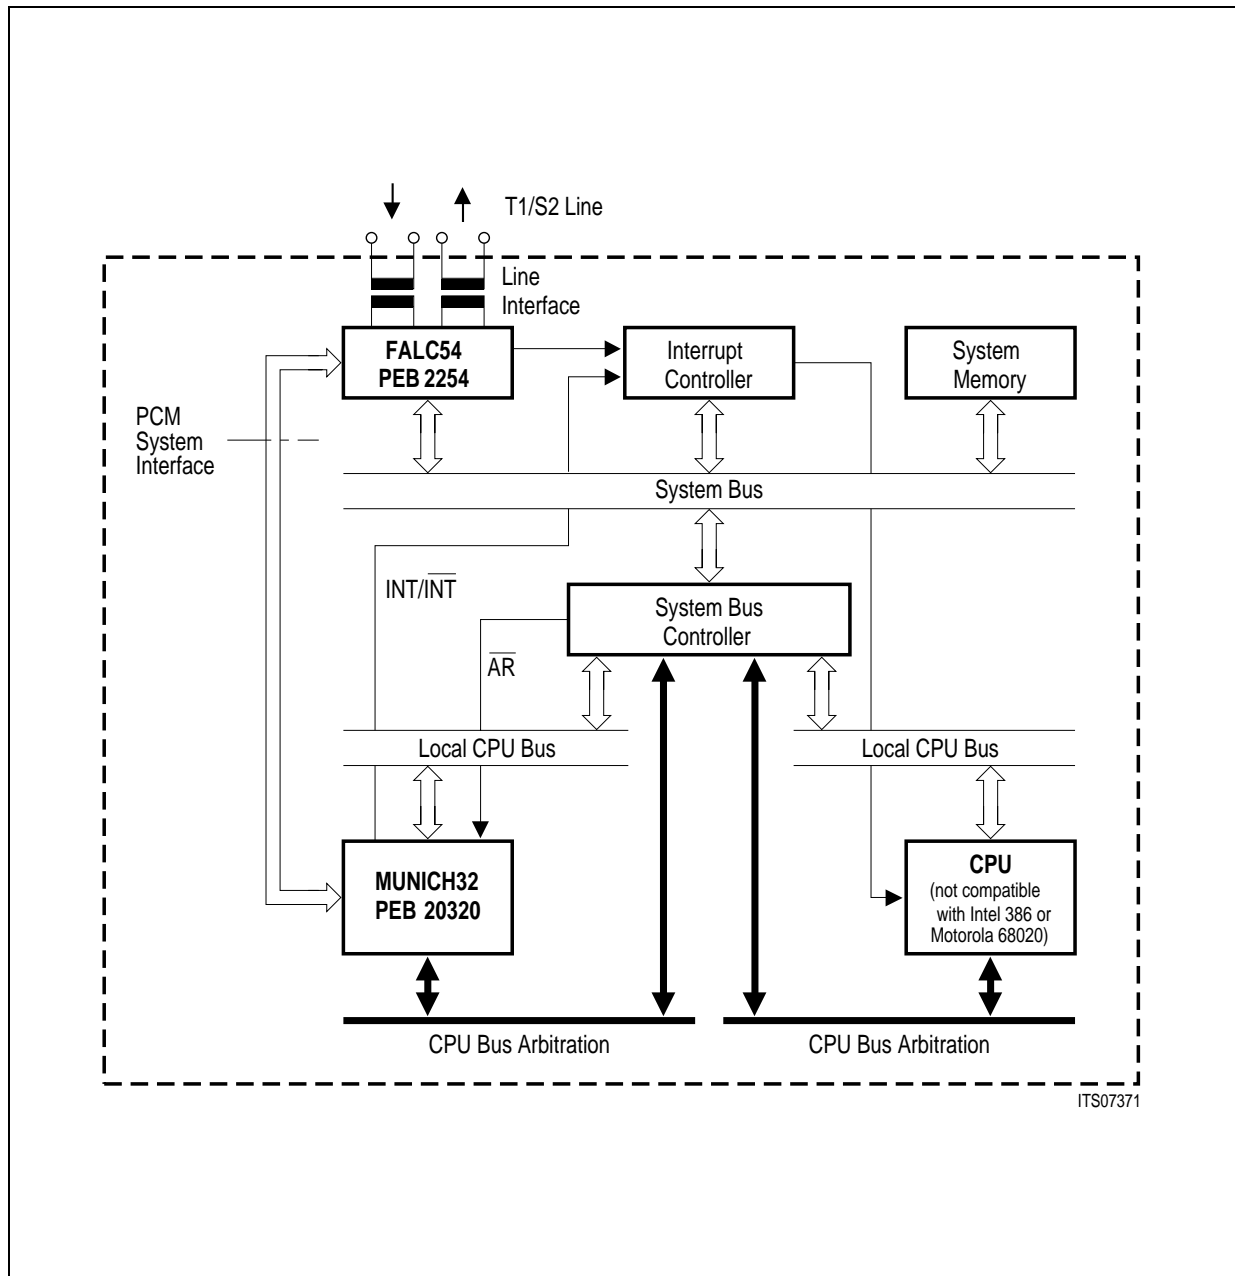 T1/S2 Line
Line
Interface
FALC54
PEB 2254
Interrupt
Controller
System
Memory
PCM
System
Interface
System Bus
INT/I̅N̅T̅
System Bus
Controller
A̅R̅
Local CPU Bus
Local CPU Bus
MUNICH32
PEB 20320
CPU
(not compatible
with Intel 386 or
Motorola 68020)
CPU Bus Arbitration
CPU Bus Arbitration
ITS07371